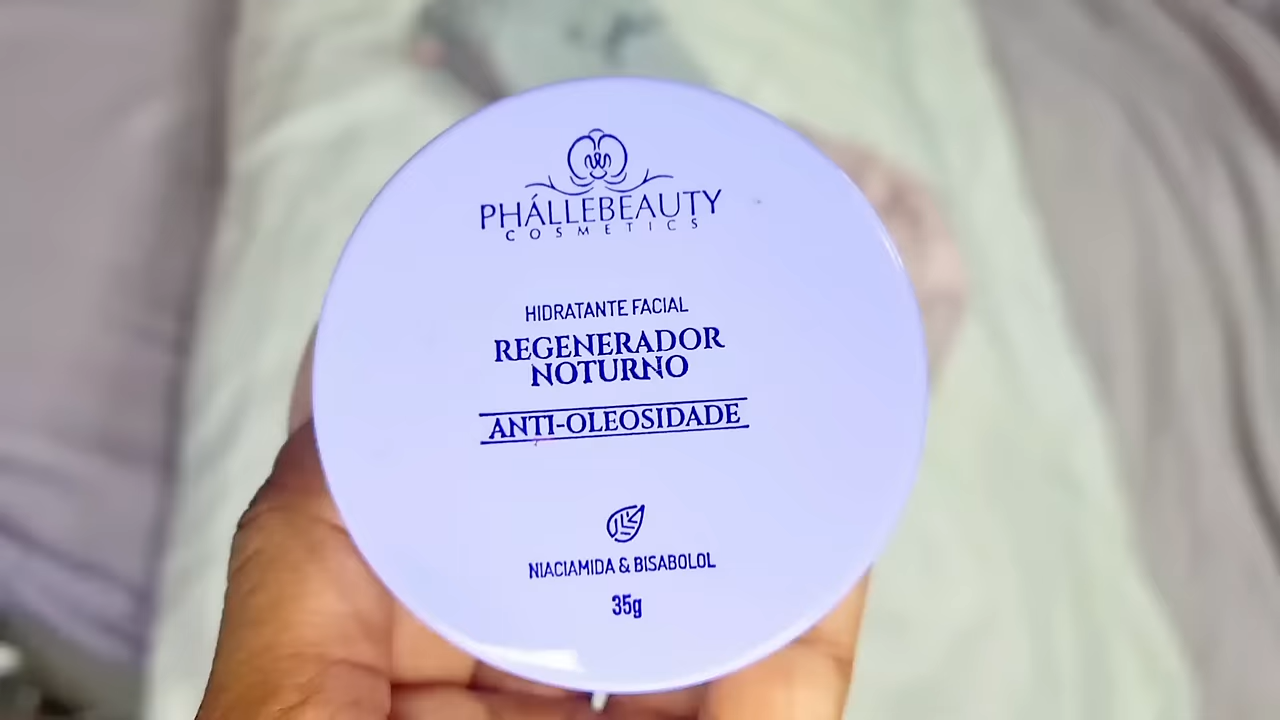 PHÁLLEBEAUTY
COSMETICS
HIDRATANTE FACIAL
REGENERADOR
NOTURNO
ANTI-OLEOSIDADE
NIACIAMIDA & BISABOLOL
35g